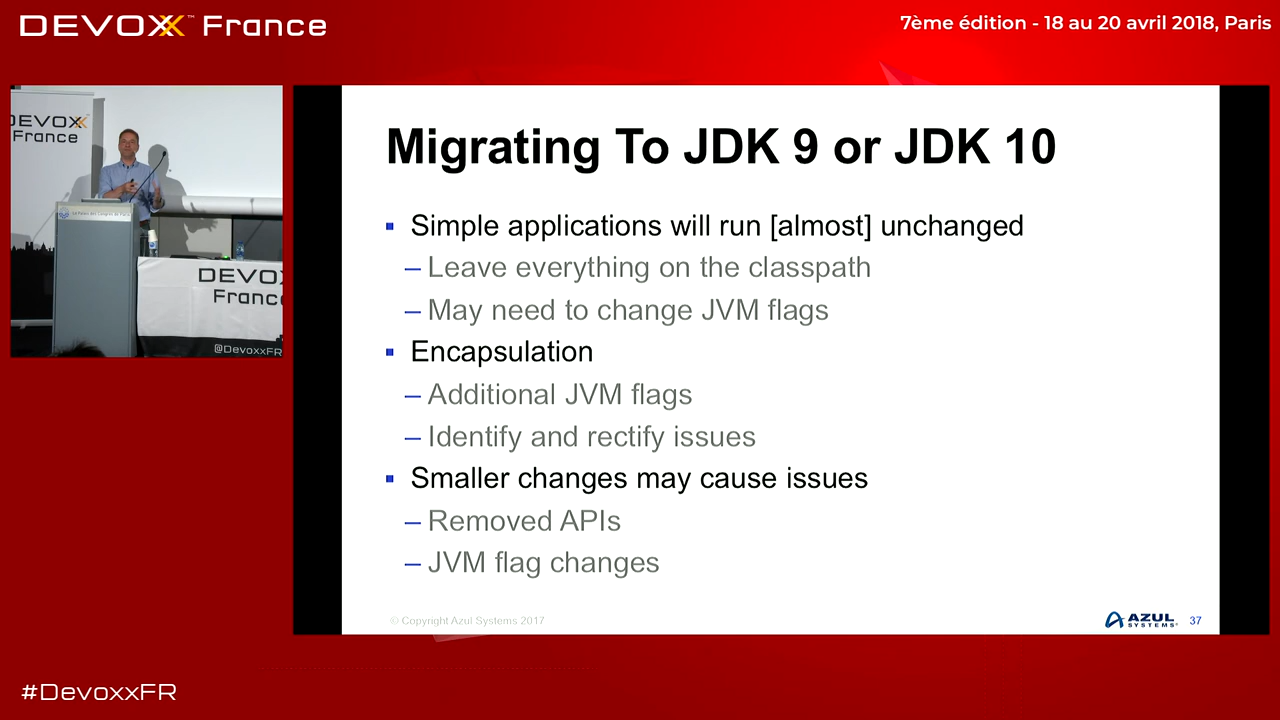 DEVOXX™ France
7ème édition - 18 au 20 avril 2018, Paris
DEVOXX
France
DEVOX
France
@DevoxxFR
Migrating To JDK 9 or JDK 10
▪ Simple applications will run [almost] unchanged
– Leave everything on the classpath
– May need to change JVM flags
▪ Encapsulation
– Additional JVM flags
– Identify and rectify issues
▪ Smaller changes may cause issues
– Removed APIs
– JVM flag changes
© Copyright Azul Systems 2017
AZUL
SYSTEMS
37
#DevoxxFR